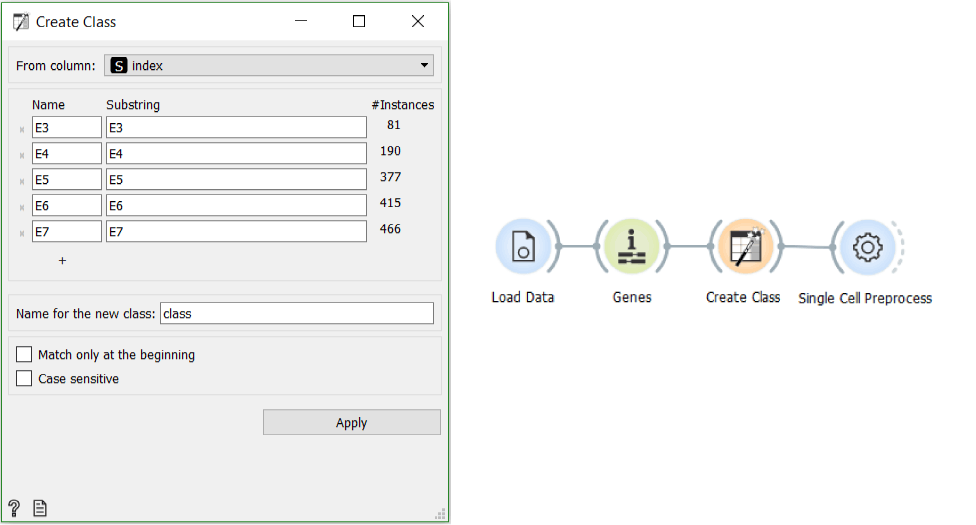 Create Class
From column: S index
Name Substring #Instances
E3 E3 81
E4 E4 190
E5 E5 377
E6 E6 415
E7 E7 466
+
Name for the new class: class
Match only at the beginning
Case sensitive
Apply
?
Load Data Genes Create Class Single Cell Preprocess